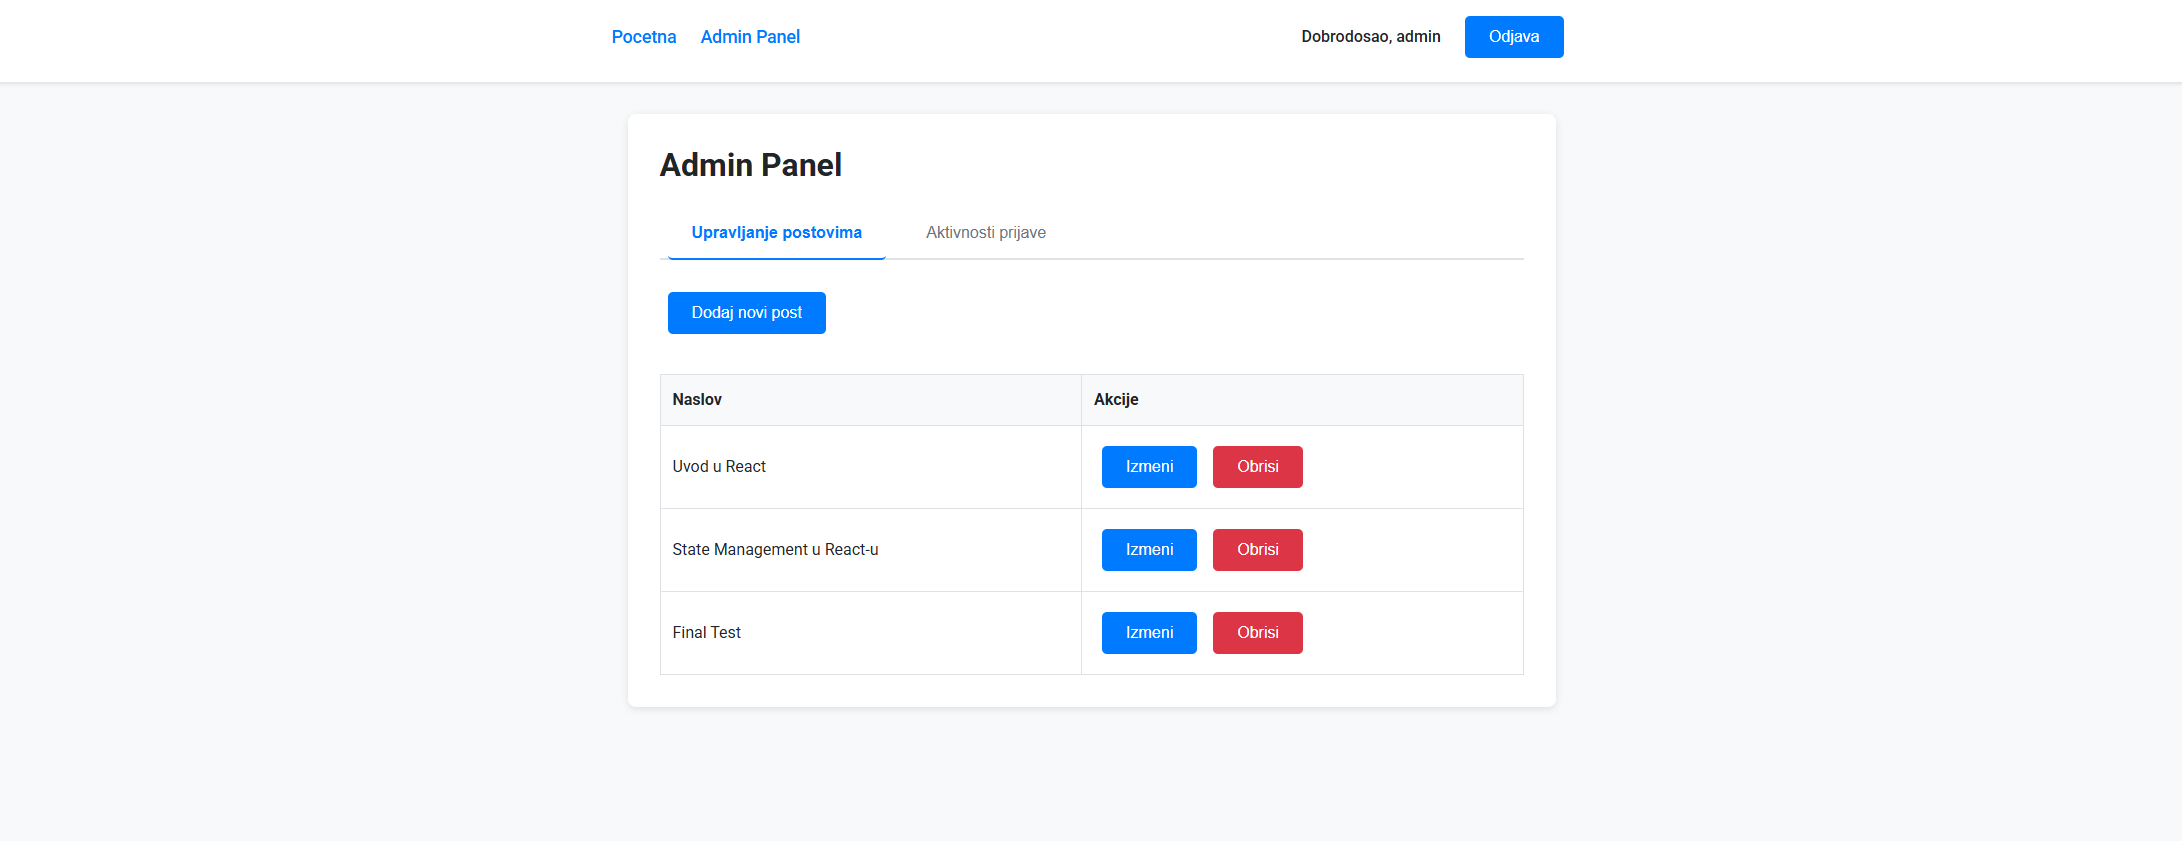 Pocetna Admin Panel Dobrodosao, admin Odjava
Admin Panel
Upravljanje postovima Aktivnosti prijave
Dodaj novi post
Naslov Akcije
Uvod u React Izmeni Obrisi
State Management u React-u Izmeni Obrisi
Final Test Izmeni Obrisi